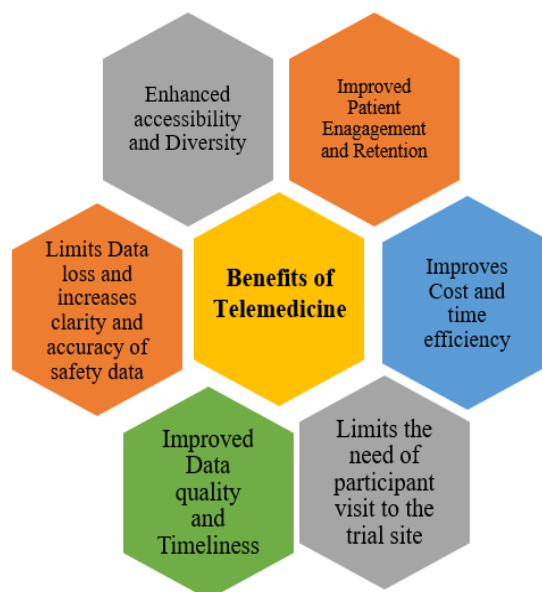 Enhanced
accessibility
and Diversity
Improved
Patient
Enagagement
and Retention
Limits Data
loss and
increases
clarity and
accuracy of
safety data
Benefits of
Telemedicine
Improves
Cost and
time
efficiency
Improved
Data
quality
and
Timeliness
Limits the
need of
participant
visit to the
trial site